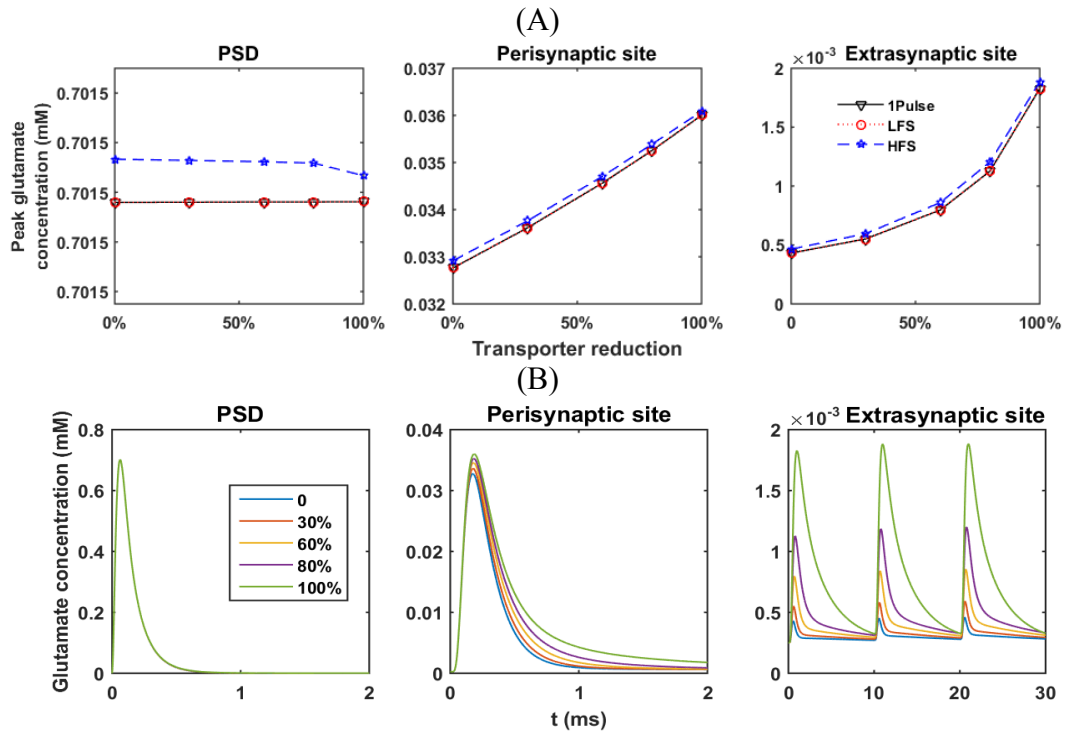 (A)
PSD
Perisynaptic site
×10⁻³ Extrasynaptic site
Peak glutamate
concentration (mM)
0.7015
0.7015
0.7015
0.7015
0.7015
0.7015
0% 50% 100%
0.037
0.036
0.035
0.034
0.033
0.032
0% 50% 100%
2
1.5
1
0.5
0
1Pulse
LFS
HFS
0 50% 100%
Transporter reduction
(B)
PSD
Perisynaptic site
×10⁻³ Extrasynaptic site
Glutamate concentration (mM)
0.8
0.6
0.4
0.2
0
0
30%
60%
80%
100%
0 1 2
0.04
0.03
0.02
0.01
0
0 1 2
2
1.5
1
0.5
0
0 10 20 30
t (ms)